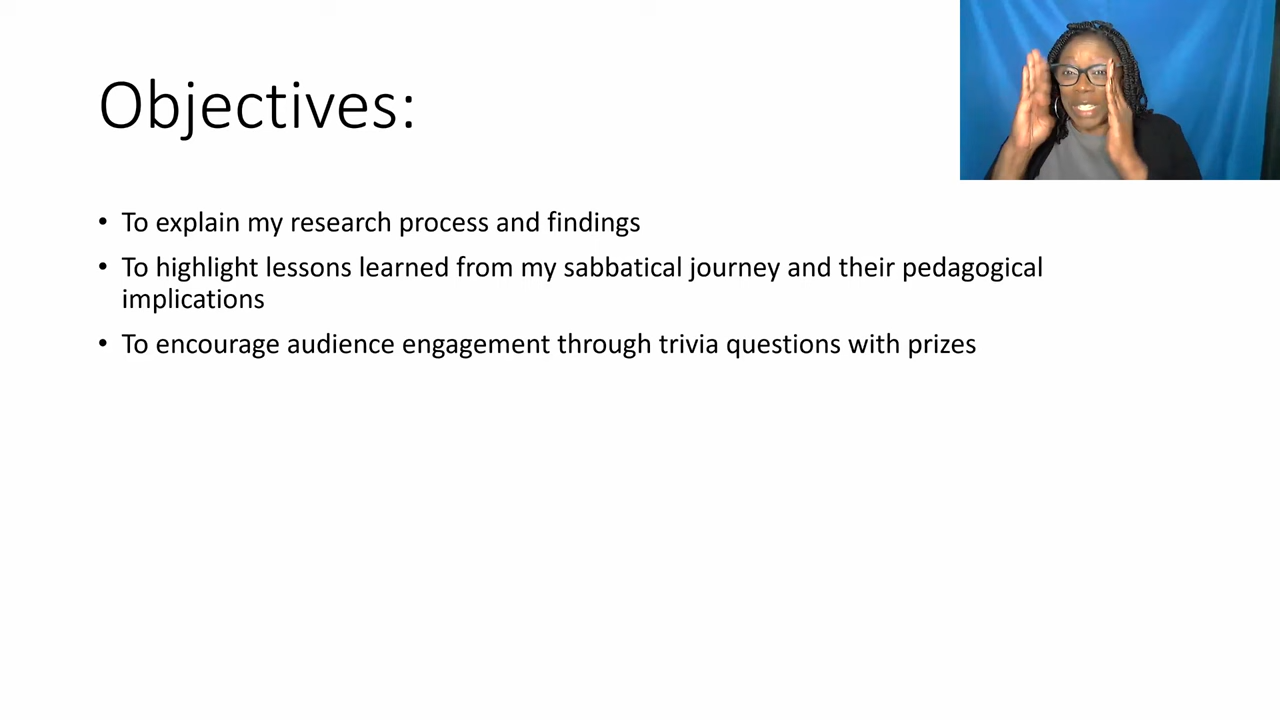 Objectives:
• To explain my research process and findings
• To highlight lessons learned from my sabbatical journey and their pedagogical
implications
• To encourage audience engagement through trivia questions with prizes